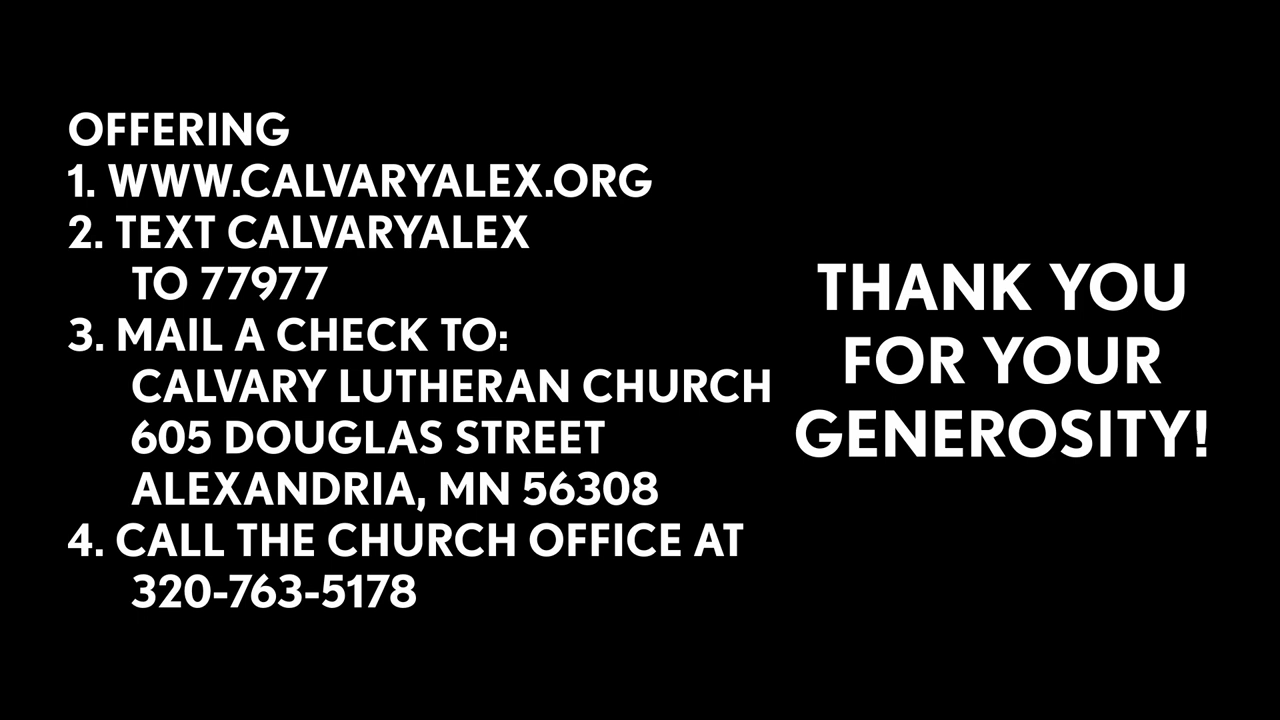 OFFERING
1. WWW.CALVARYALEX.ORG
2. TEXT CALVARYALEX
TO 77977
3. MAIL A CHECK TO:
CALVARY LUTHERAN CHURCH
605 DOUGLAS STREET
ALEXANDRIA, MN 56308
4. CALL THE CHURCH OFFICE AT
320-763-5178
THANK YOU
FOR YOUR
GENEROSITY!